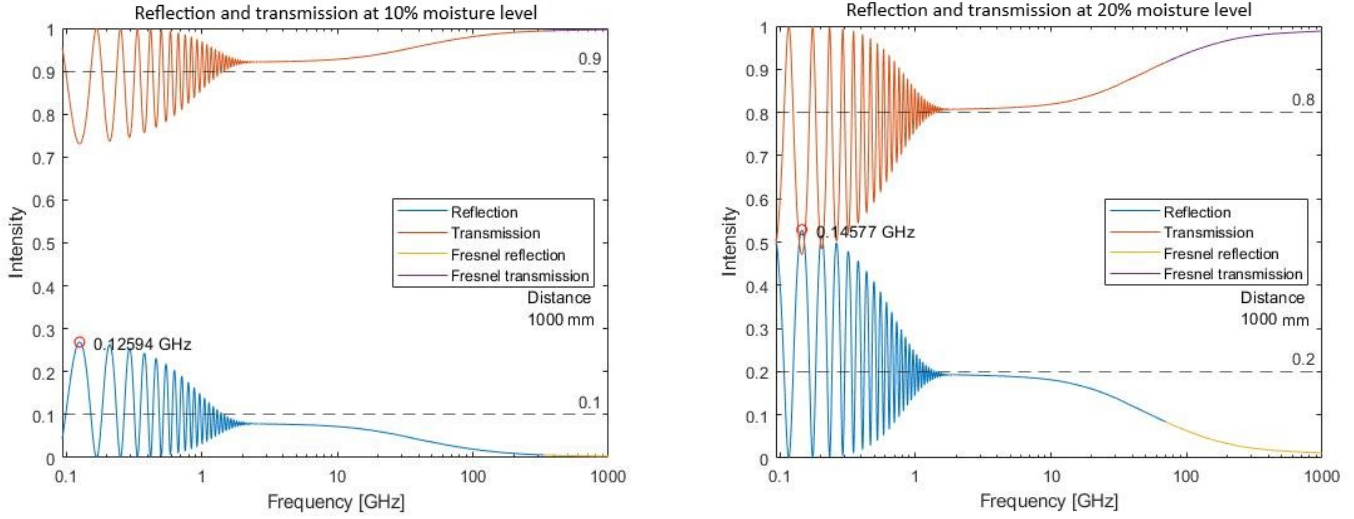 Reflection and transmission at 10% moisture level
1
0.9
0.9
0.8
0.7
0.6
0.5
0.4
0.3
0.2
0.1
0
Intensity
Reflection
Transmission
Fresnel reflection
Fresnel transmission
Distance
1000 mm
0.12594 GHz
0.1
0.1
1
10
100
1000
Frequency [GHz]
Reflection and transmission at 20% moisture level
1
0.9
0.8
0.8
0.7
0.6
0.5
0.4
0.3
0.2
0.1
0
Intensity
0.14577 GHz
Reflection
Transmission
Fresnel reflection
Fresnel transmission
Distance
1000 mm
0.2
0.1
1
10
100
1000
Frequency [GHz]